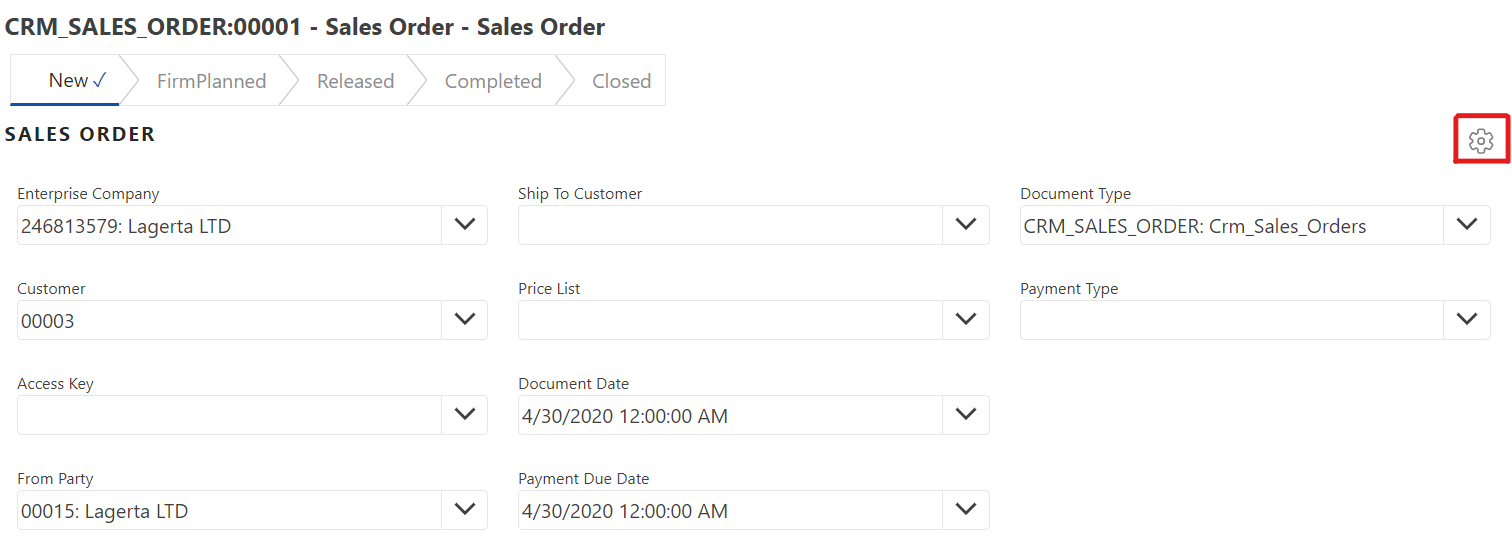 CRM_SALES_ORDER:00001 - Sales Order - Sales Order
New ✓ FirmPlanned Released Completed Closed
SALES ORDER
Enterprise Company Ship To Customer Document Type
246813579: Lagerta LTD CRM_SALES_ORDER: Crm_Sales_Orders
Customer Price List Payment Type
00003
Access Key Document Date
4/30/2020 12:00:00 AM
From Party Payment Due Date
00015: Lagerta LTD 4/30/2020 12:00:00 AM